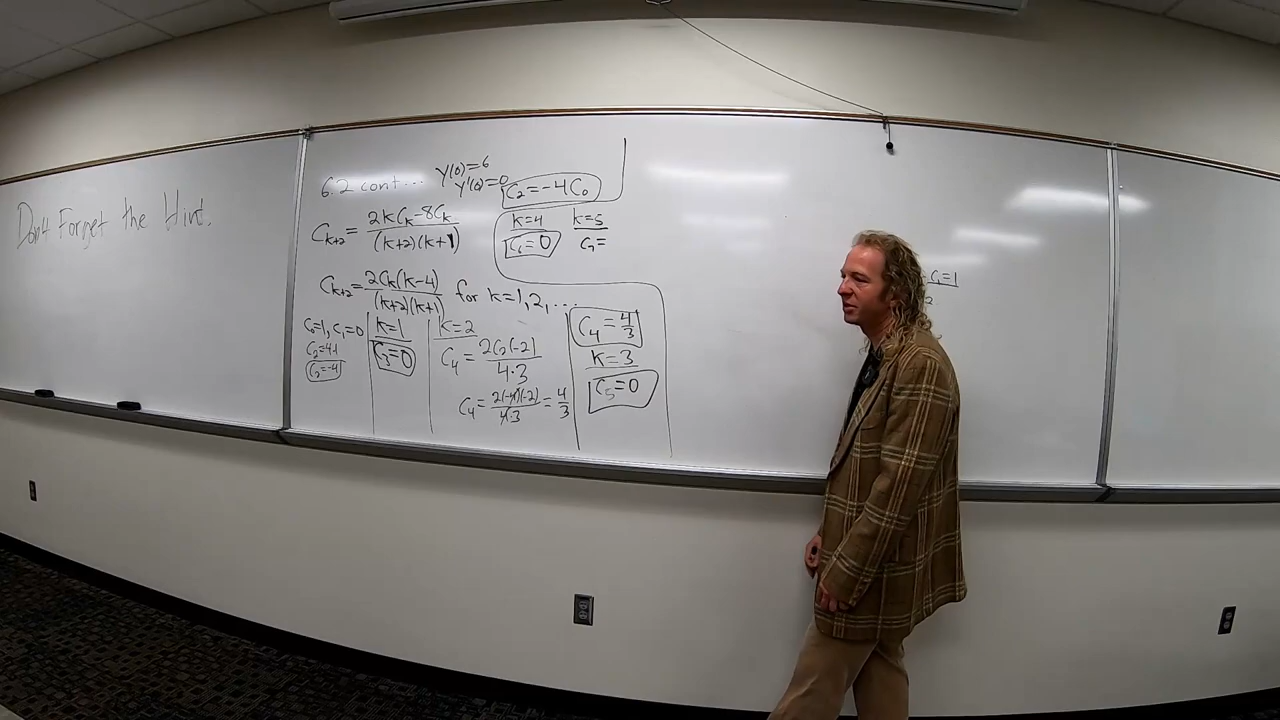 Don't Forget the Hint.
6.2 cont...
y(0)=6
y'(0)=0
C₂=-4C₀
Cₖ₊₂= 2kCₖ-8Cₖ / (k+2)(k+1)
Cₖ₊₂= 2Cₖ(k-4) / (k+2)(k+1) for k=1,2,...
C₀=1, C₁=0
C₂=-4
k=1
C₃=0
k=2
C₄= 2C₂(-2) / 4·3
C₄= 2(-4)(-2) / 4·3 = 4/3
C₄= 4/3
k=3
C₅=0
k=4
C₆=0
k=5
C₇=
C₁=1
2